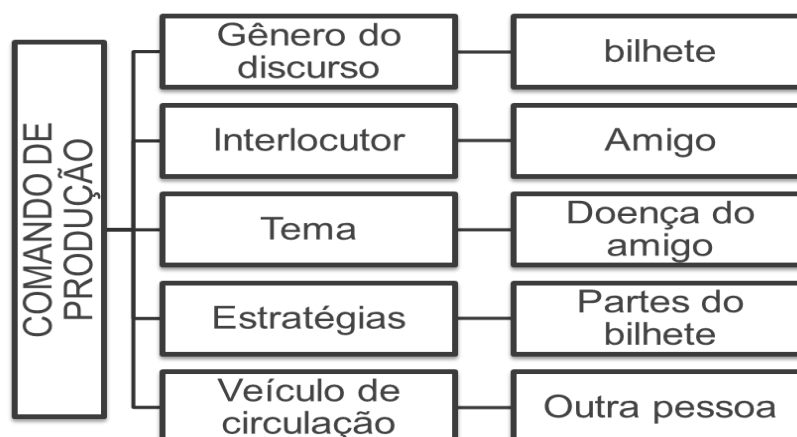 COMANDO DE
PRODUÇÃO
Gênero do
discurso
bilhete
Interlocutor
Amigo
Tema
Doença do
amigo
Estratégias
Partes do
bilhete
Veículo de
circulação
Outra pessoa